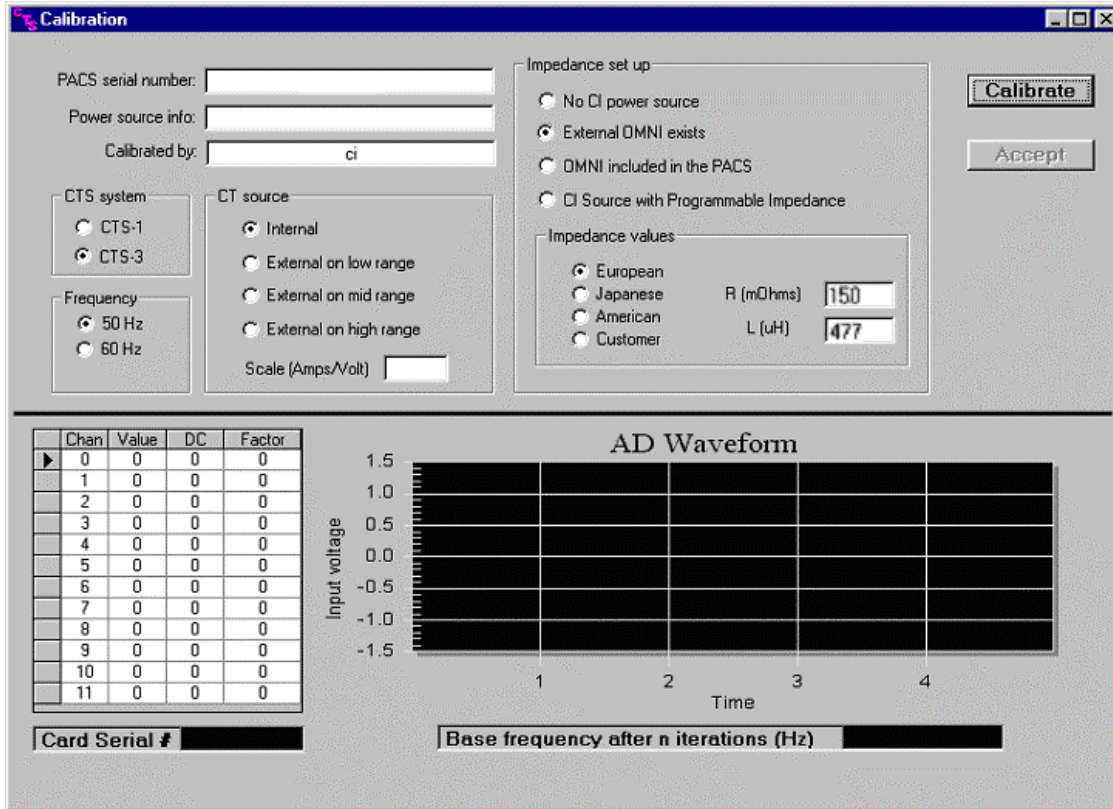 CTS Calibration
PACS serial number:
Power source info:
Calibrated by: ci
CTS system
CTS-1
CTS-3
Frequency
50 Hz
60 Hz
CT source
Internal
External on low range
External on mid range
External on high range
Scale (Amps/Volt)
Impedance set up
No CI power source
External OMNI exists
OMNI included in the PACS
CI Source with Programmable Impedance
Impedance values
European
Japanese
American
Customer
R (mOhms) 150
L (uH) 477
Calibrate
Accept
Chan Value DC Factor
0 0 0 0
1 0 0 0
2 0 0 0
3 0 0 0
4 0 0 0
5 0 0 0
6 0 0 0
7 0 0 0
8 0 0 0
9 0 0 0
10 0 0 0
11 0 0 0
Card Serial #
AD Waveform
Input voltage
1.5
1.0
0.5
0.0
-0.5
-1.0
-1.5
1 2 3 4
Time
Base frequency after n iterations (Hz)